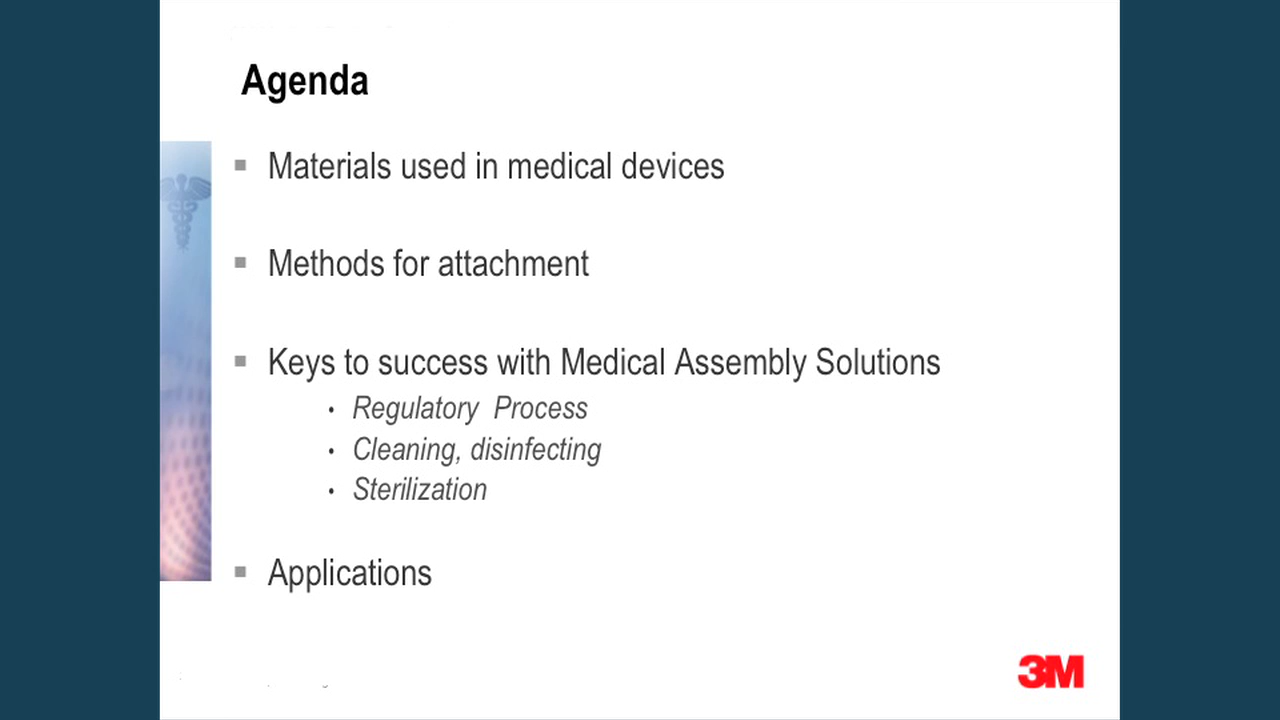 Agenda
Materials used in medical devices
Methods for attachment
Keys to success with Medical Assembly Solutions
Regulatory Process
Cleaning, disinfecting
Sterilization
Applications
3M